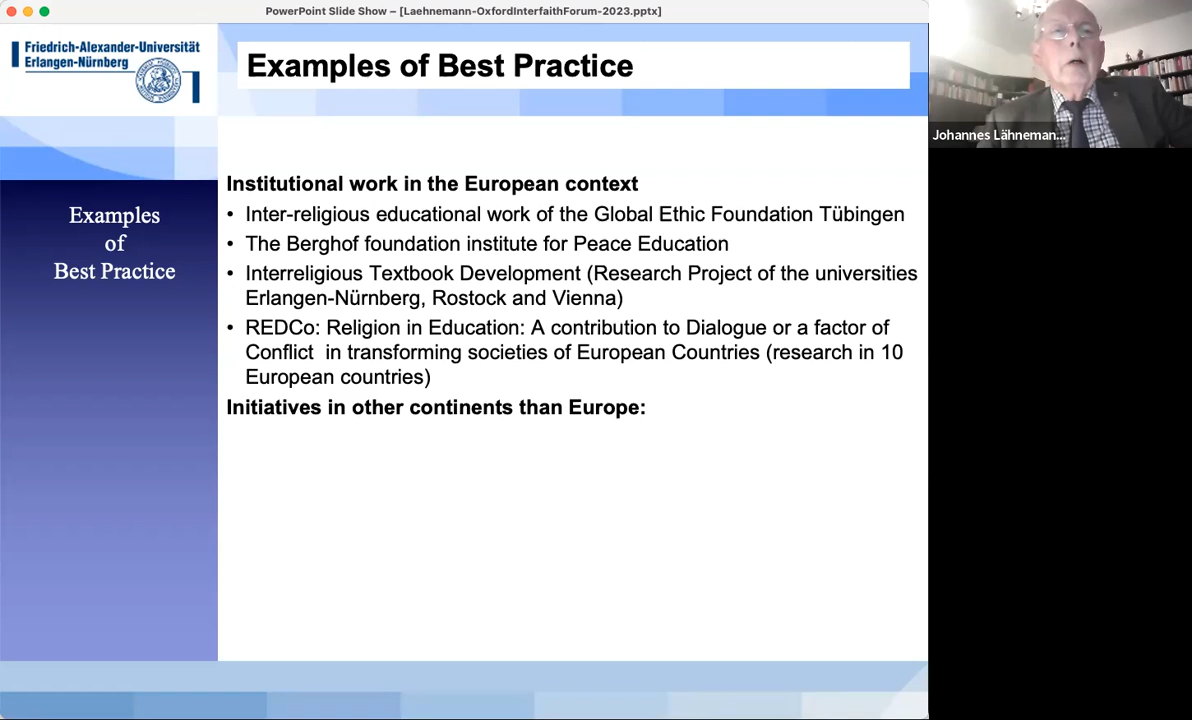 PowerPoint Slide Show – [Laehnemann-OxfordInterfaithForum-2023.pptx]
Friedrich-Alexander-Universität
Erlangen-Nürnberg
Examples of Best Practice
Johannes Lähneman...
Examples
of
Best Practice
Institutional work in the European context
• Inter-religious educational work of the Global Ethic Foundation Tübingen
• The Berghof foundation institute for Peace Education
• Interreligious Textbook Development (Research Project of the universities
Erlangen-Nürnberg, Rostock and Vienna)
• REDCo: Religion in Education: A contribution to Dialogue or a factor of
Conflict  in transforming societies of European Countries (research in 10
European countries)
Initiatives in other continents than Europe: